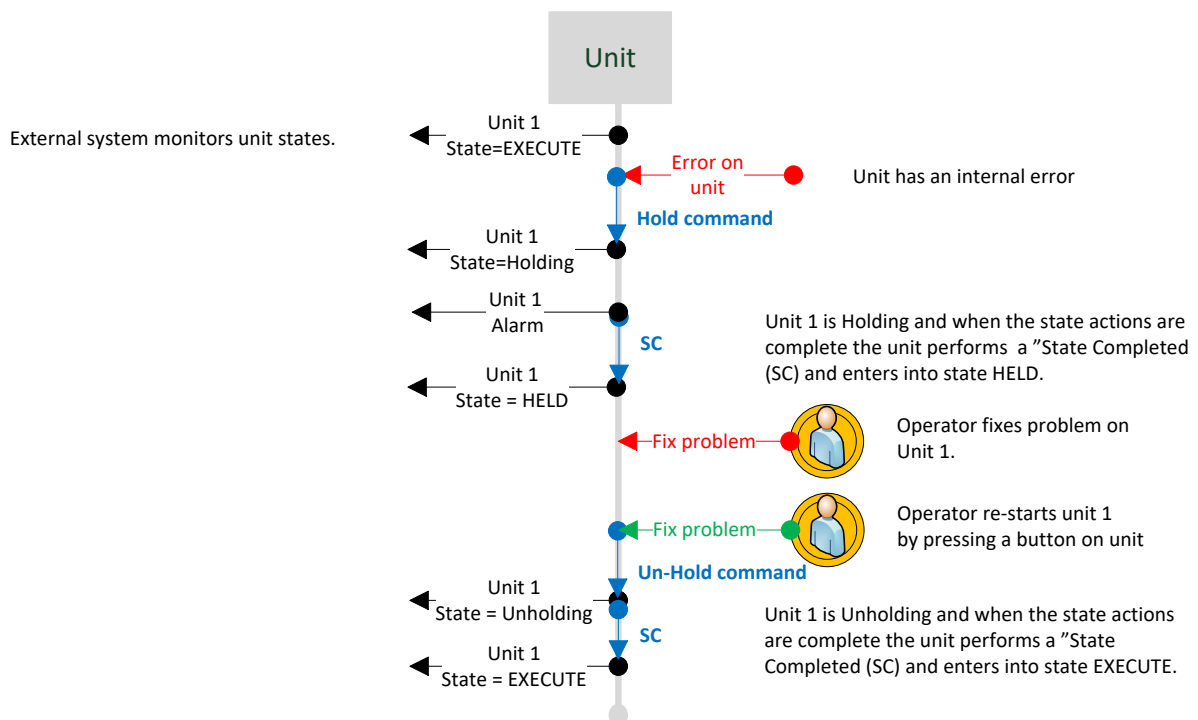 Unit
External system monitors unit states.
Unit 1
State=EXECUTE
Error on
unit
Unit has an internal error
Hold command
Unit 1
State=Holding
Unit 1
Alarm
SC
Unit 1 is Holding and when the state actions are
complete the unit performs  a ”State Completed
(SC) and enters into state HELD.
Unit 1
State = HELD
Fix problem
Operator fixes problem on
Unit 1.
Fix problem
Operator re-starts unit 1
by pressing a button on unit
Un-Hold command
Unit 1
State = Unholding
SC
Unit 1 is Unholding and when the state actions
are complete the unit performs a ”State
Completed (SC) and enters into state EXECUTE.
Unit 1
State = EXECUTE